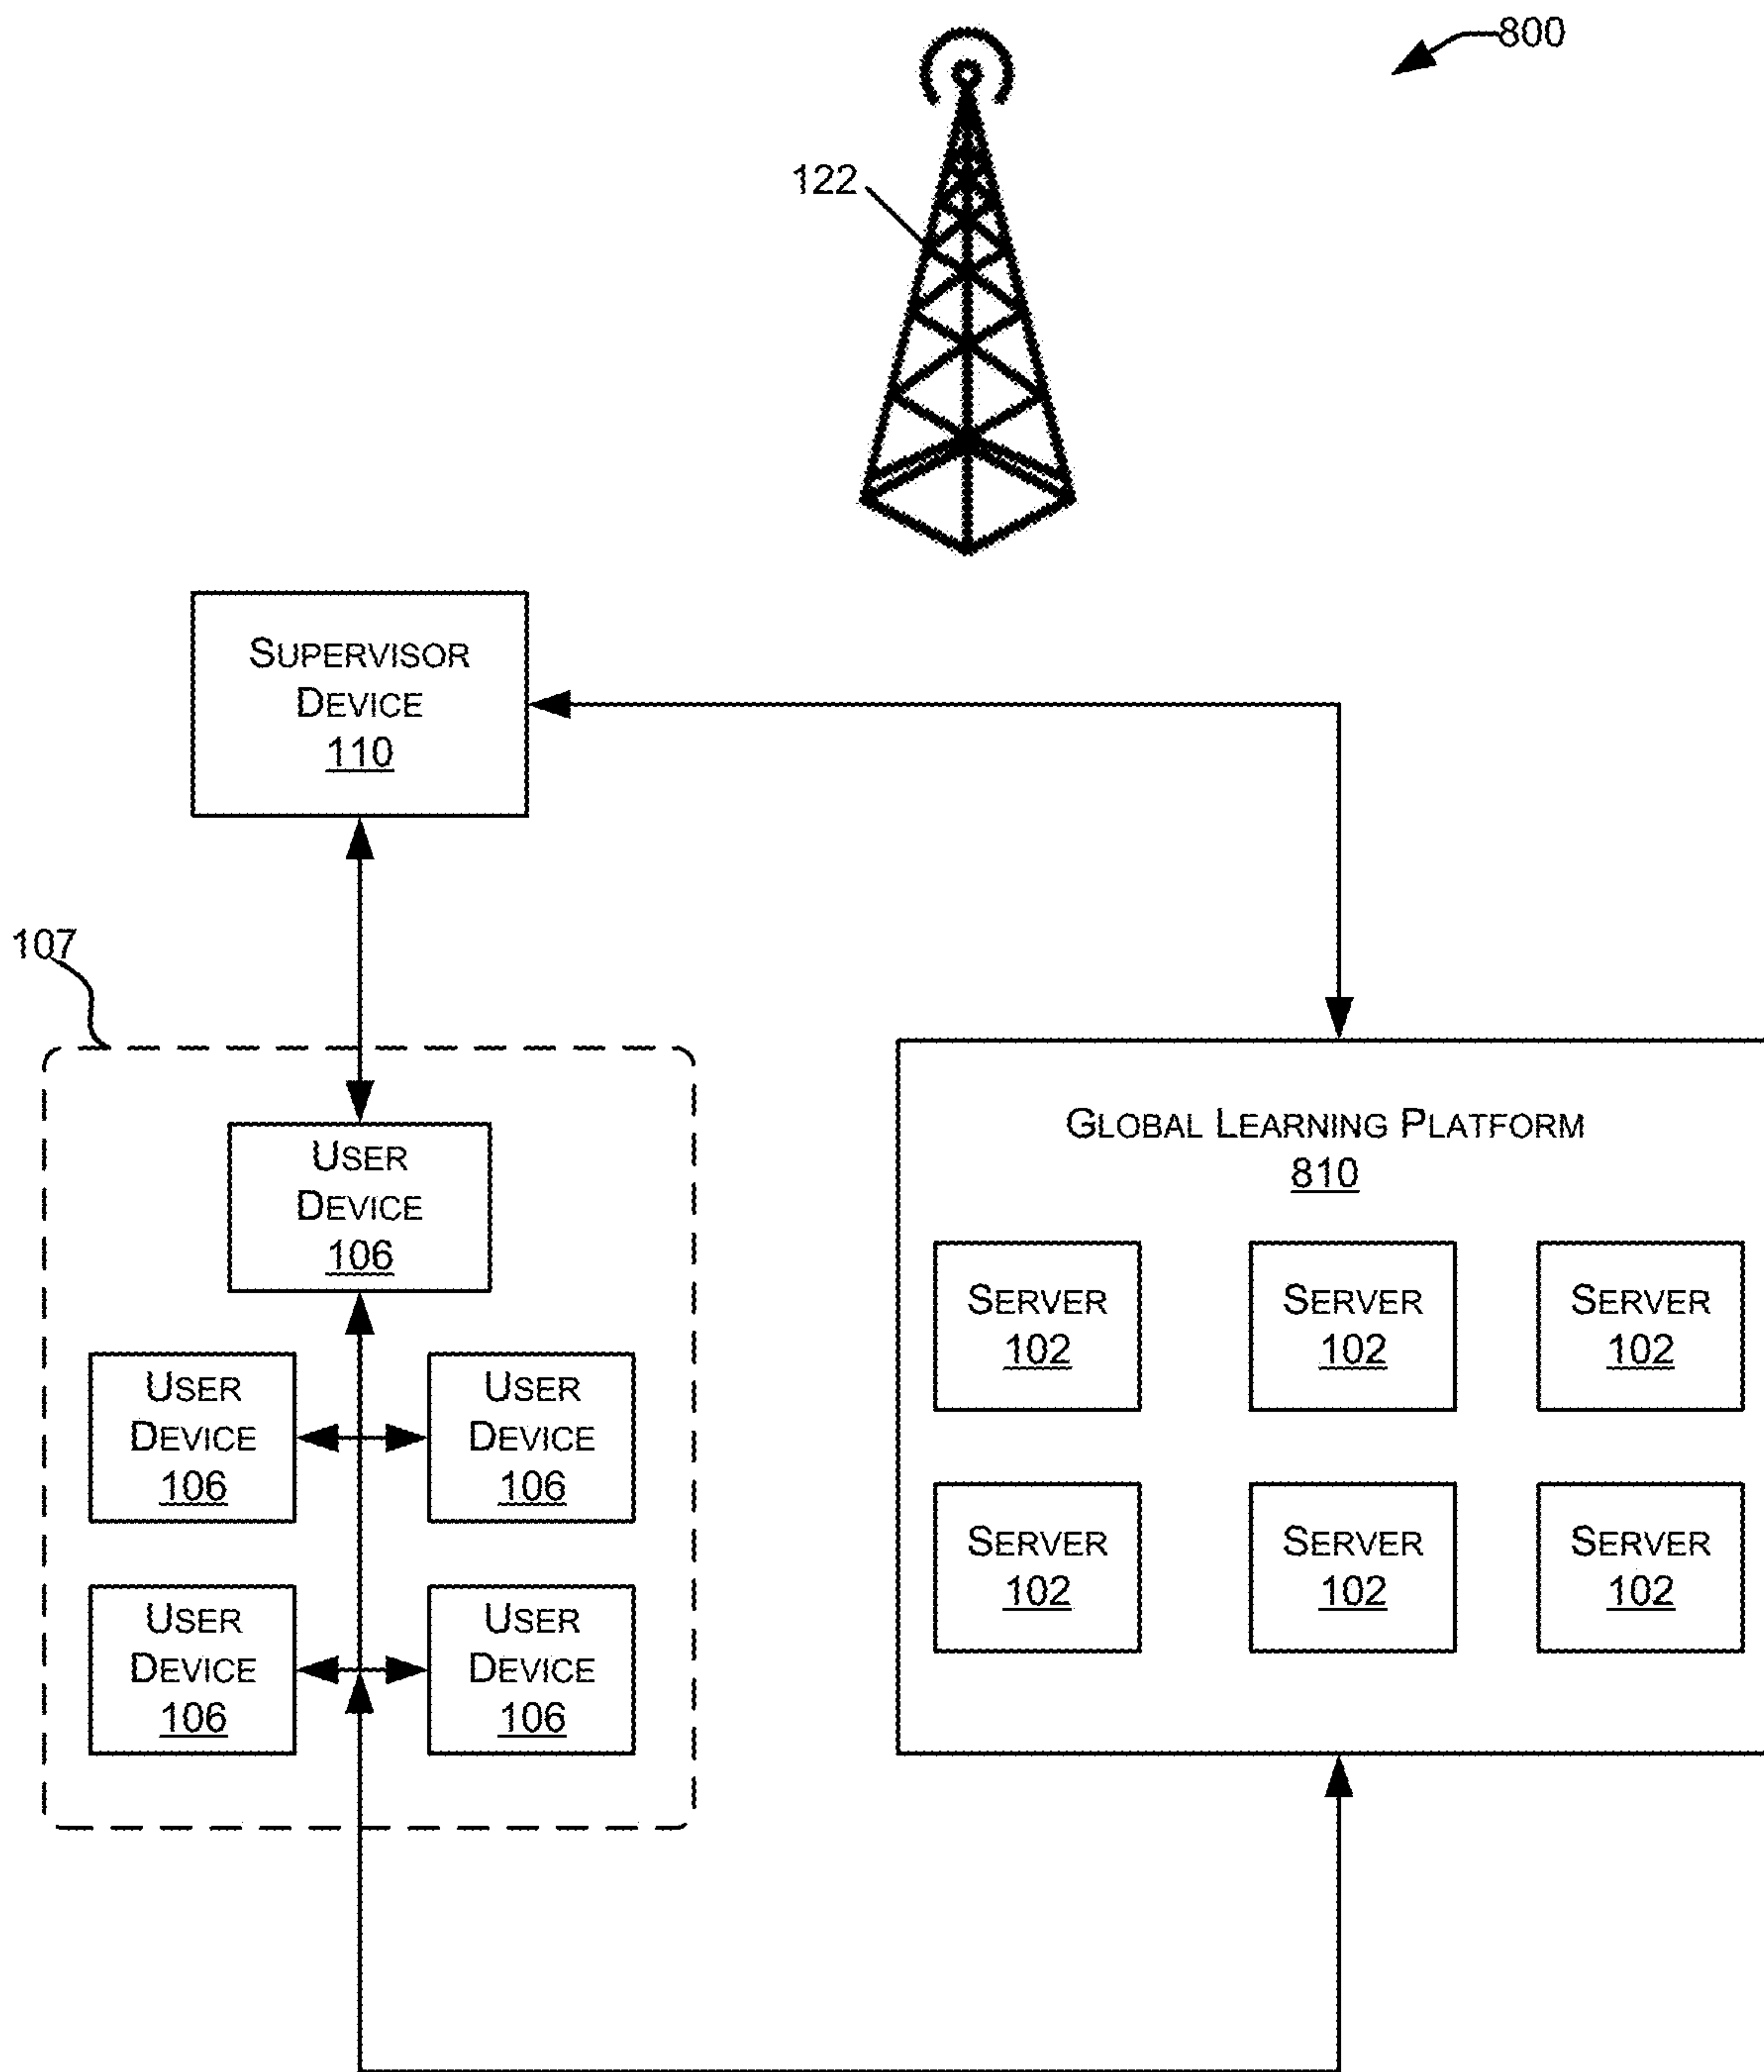 800
122
SUPERVISOR
DEVICE
110
107
USER
DEVICE
106
GLOBAL LEARNING PLATFORM
810
USER
DEVICE
106
USER
DEVICE
106
USER
DEVICE
106
USER
DEVICE
106
SERVER
102
SERVER
102
SERVER
102
SERVER
102
SERVER
102
SERVER
102